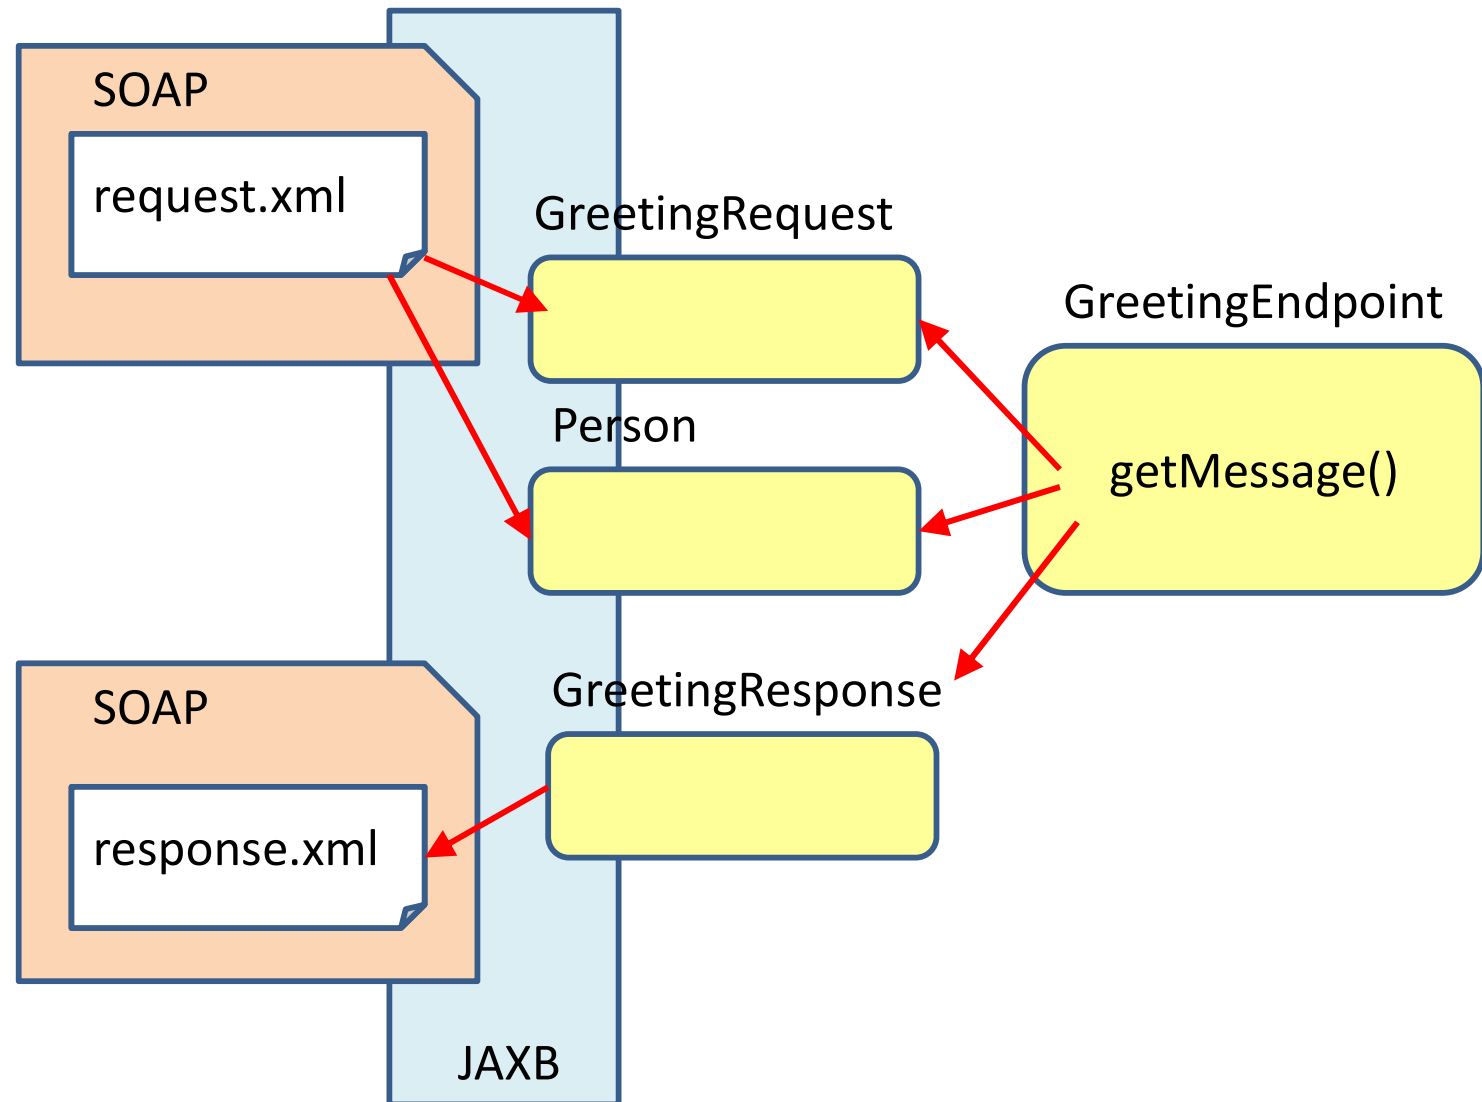 SOAP
request.xml
GreetingRequest
GreetingEndpoint
Person
getMessage()
SOAP
GreetingResponse
response.xml
JAXB